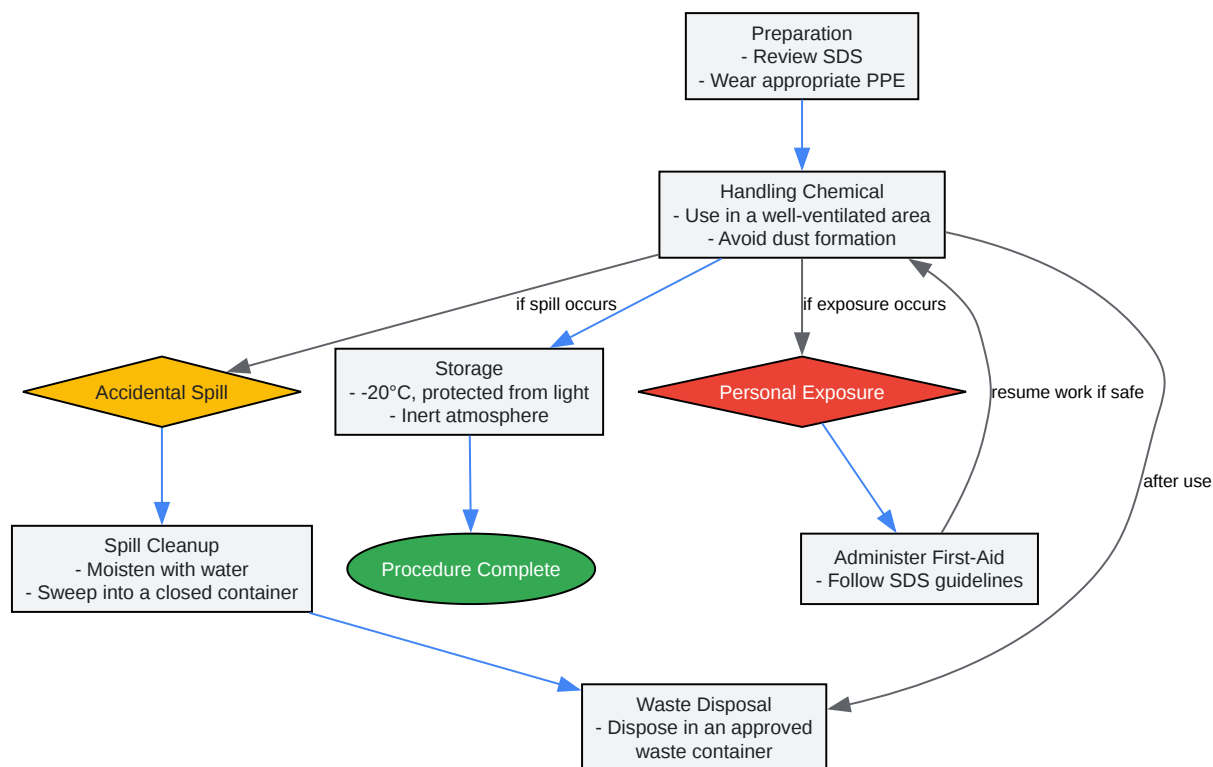 Preparation
- Review SDS
- Wear appropriate PPE
Handling Chemical
- Use in a well-ventilated area
- Avoid dust formation
if spill occurs
if exposure occurs
Accidental Spill
Storage
- -20°C, protected from light
- Inert atmosphere
Personal Exposure
resume work if safe
after use
Spill Cleanup
- Moisten with water
- Sweep into a closed container
Procedure Complete
Administer First-Aid
- Follow SDS guidelines
Waste Disposal
- Dispose in an approved
waste container